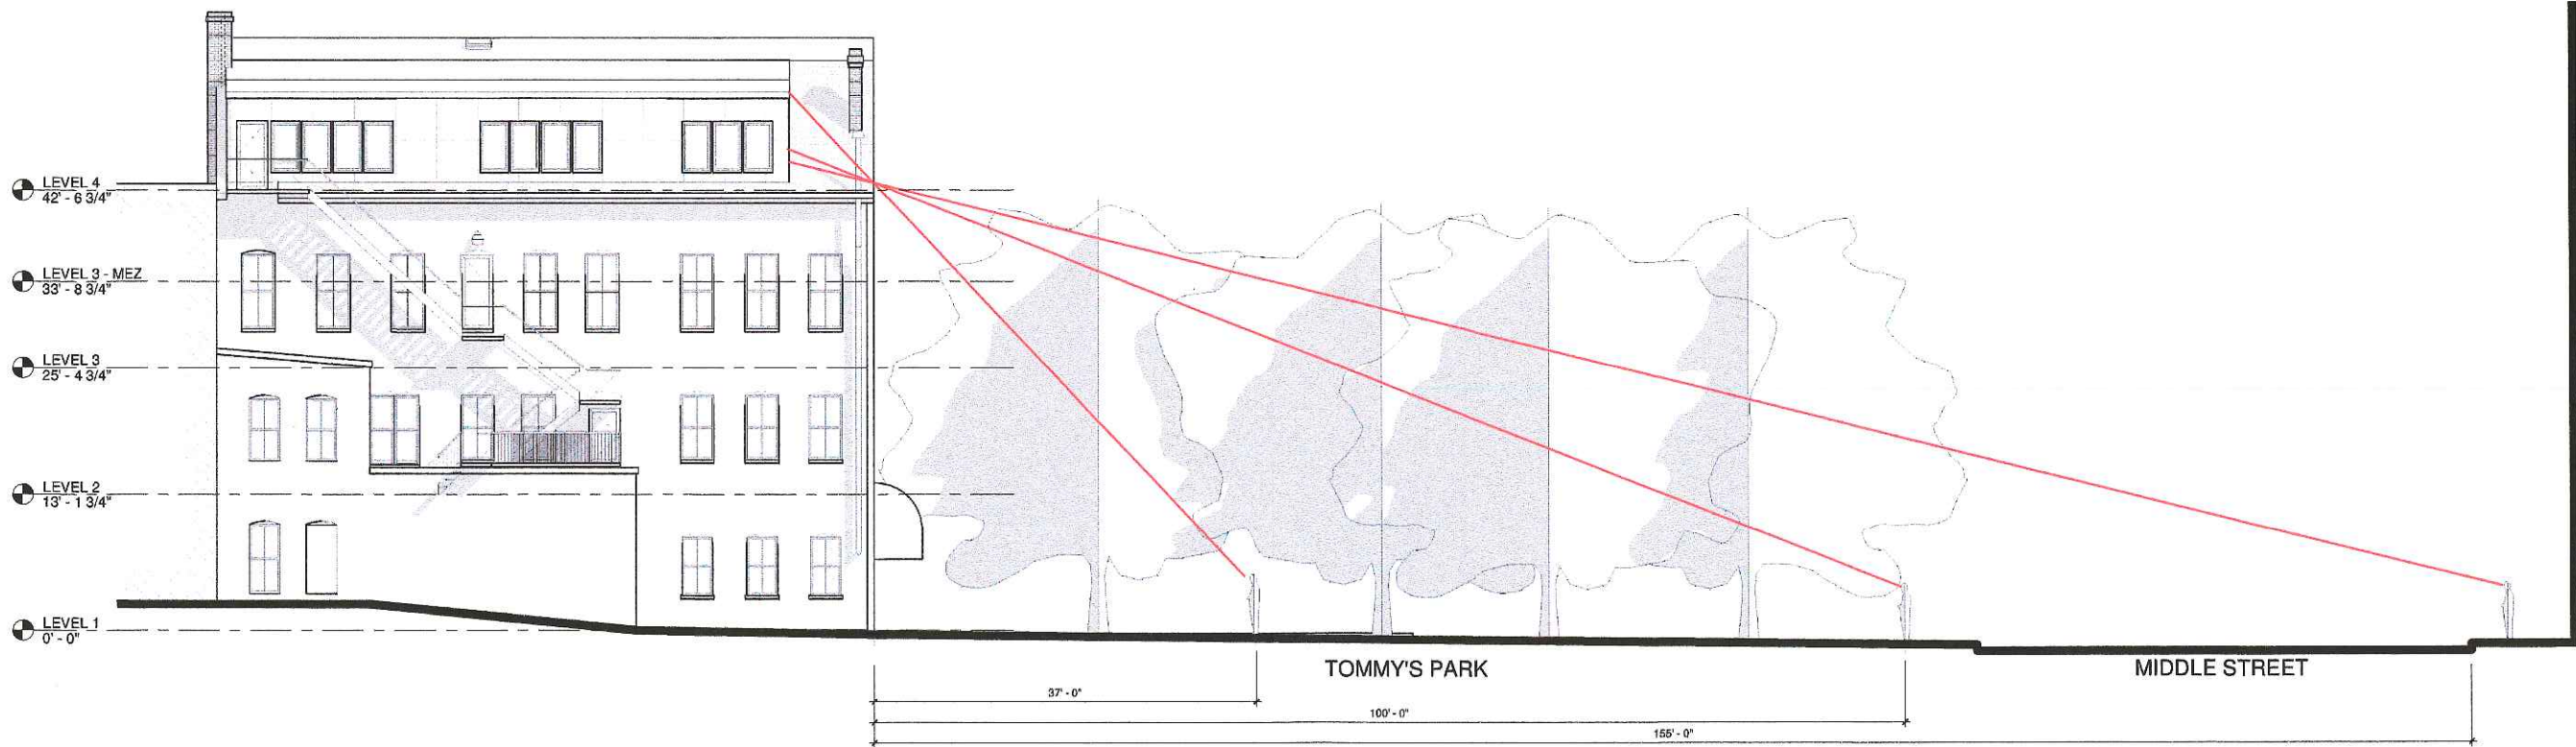 LEVEL 4
42' - 6 3/4"
LEVEL 3 - MEZ
33' - 8 3/4"
LEVEL 3
25' - 4 3/4"
LEVEL 2
13' - 1 3/4"
LEVEL 1
0' - 0"
TOMMY'S PARK
MIDDLE STREET
37' - 0"
100' - 0"
155' - 0"